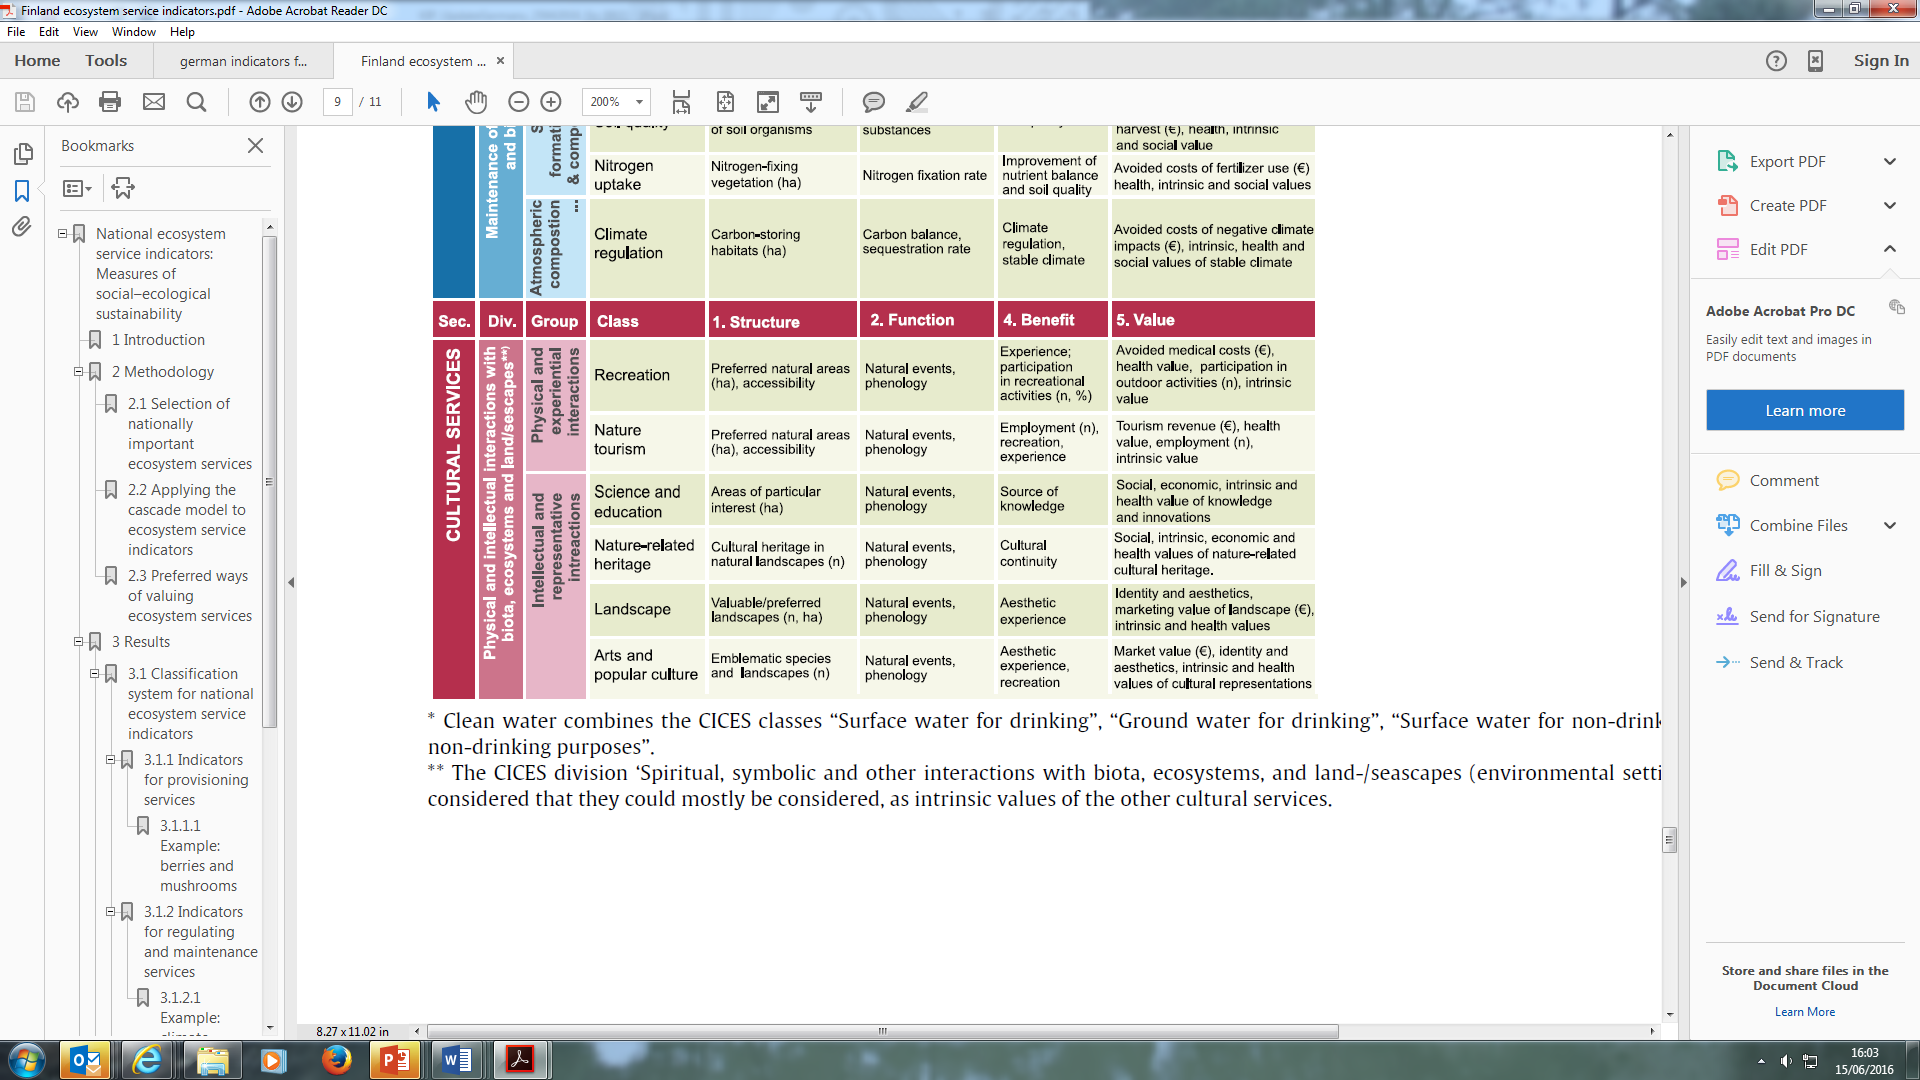 Finland ecosystem service indicators.pdf - Adobe Acrobat Reader DC
File Edit View Window Help
Home Tools german indicators f... Finland ecosystem ...
Sign In
9 / 11 200%
Bookmarks
National ecosystem
service indicators:
Measures of
social–ecological
sustainability
1 Introduction
2 Methodology
2.1 Selection of
nationally
important
ecosystem services
2.2 Applying the
cascade model to
ecosystem service
indicators
2.3 Preferred ways
of valuing
ecosystem services
3 Results
3.1 Classification
system for national
ecosystem service
indicators
3.1.1 Indicators
for provisioning
services
3.1.1.1
Example:
berries and
mushrooms
3.1.2 Indicators
for regulating
and maintenance
services
3.1.2.1
Example:
Maintenance of
formati
& comp
...
of soil organisms
substances
harvest (€), health, intrinsic
and social value
Nitrogen
uptake
Nitrogen-fixing
vegetation (ha)
Nitrogen fixation rate
Improvement of
nutrient balance
and soil quality
Avoided costs of fertilizer use (€)
health, intrinsic and social values
Atmospheric
compostion
Climate
regulation
Carbon-storing
habitats (ha)
Carbon balance,
sequestration rate
Climate
regulation,
stable climate
Avoided costs of negative climate
impacts (€), intrinsic, health and
social values of stable climate
Sec. Div. Group Class 1. Structure 2. Function 4. Benefit 5. Value
CULTURAL SERVICES
Physical and intellectual interactions with
biota, ecosystems and land/sescapes**)
Physical and
experiential
interactions
Recreation
Preferred natural areas
(ha), accessibility
Natural events,
phenology
Experience;
participation
in recreational
activities (n, %)
Avoided medical costs (€),
health value, participation in
outdoor activities (n), intrinsic
value
Nature
tourism
Preferred natural areas
(ha), accessibility
Natural events,
phenology
Employment (n),
recreation,
experience
Tourism revenue (€), health
value, employment (n),
intrinsic value
Intellectual and
representative
intreactions
Science and
education
Areas of particular
interest (ha)
Natural events,
phenology
Source of
knowledge
Social, economic, intrinsic and
health value of knowledge
and innovations
Nature-related
heritage
Cultural heritage in
natural landscapes (n)
Natural events,
phenology
Cultural
continuity
Social, intrinsic, economic and
health values of nature-related
cultural heritage.
Landscape
Valuable/preferred
landscapes (n, ha)
Natural events,
phenology
Aesthetic
experience
Identity and aesthetics,
marketing value of landscape (€),
intrinsic and health values
Arts and
popular culture
Emblematic species
and landscapes (n)
Natural events,
phenology
Aesthetic
experience,
recreation
Market value (€), identity and
aesthetics, intrinsic and health
values of cultural representations
* Clean water combines the CICES classes “Surface water for drinking”, “Ground water for drinking”, “Surface water for non-drink
non-drinking purposes”.
** The CICES division ‘Spiritual, symbolic and other interactions with biota, ecosystems, and land-/seascapes (environmental setti
considered that they could mostly be considered, as intrinsic values of the other cultural services.
8.27 x 11.02 in
Export PDF
Create PDF
Edit PDF
Adobe Acrobat Pro DC
Easily edit text and images in
PDF documents
Learn more
Comment
Combine Files
Fill & Sign
Send for Signature
Send & Track
Store and share files in the
Document Cloud
Learn More
16:03
15/06/2016